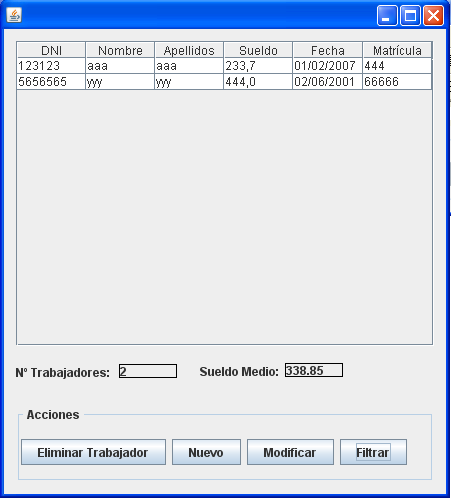 DNI Nombre Apellidos Sueldo Fecha Matrícula
123123 aaa aaa 233,7 01/02/2007 444
5656565 yyy yyy 444,0 02/06/2001 66666
Nº Trabajadores: 2 Sueldo Medio: 338.85
Acciones
Eliminar Trabajador Nuevo Modificar Filtrar